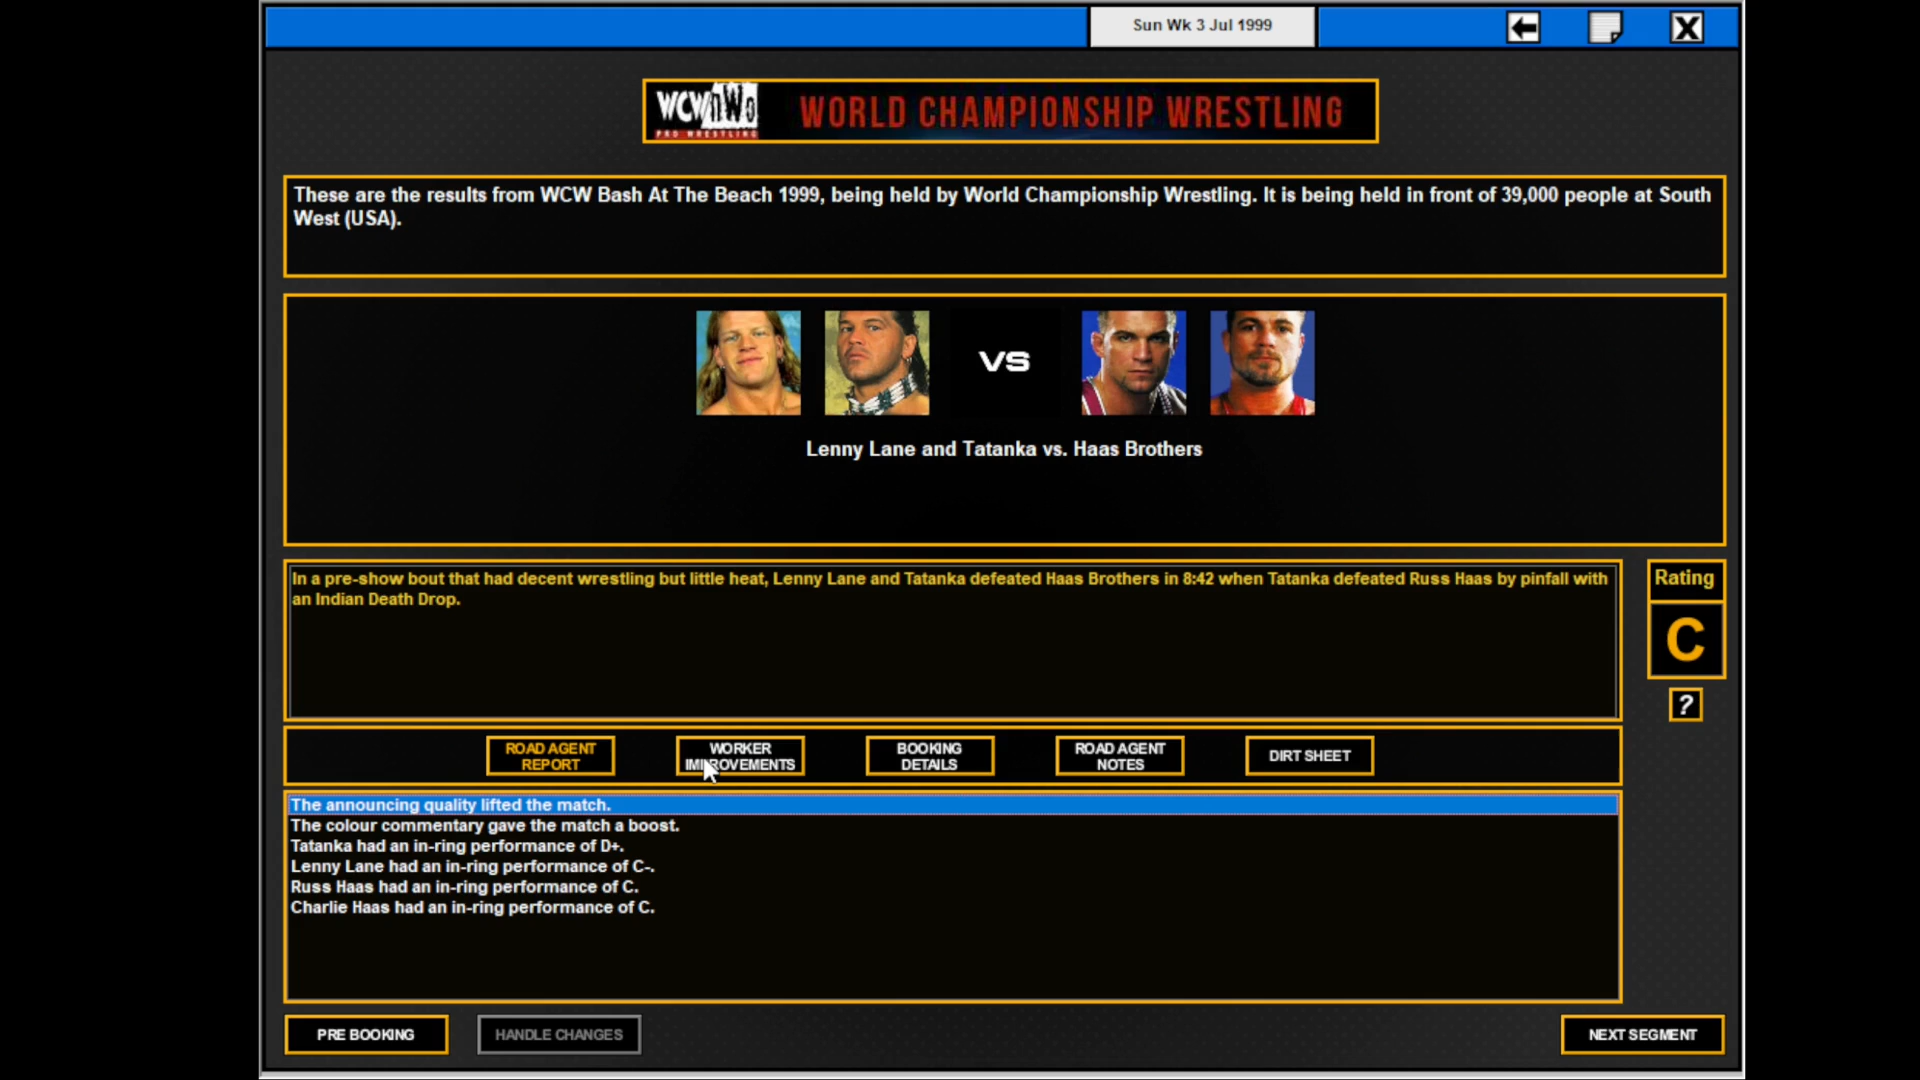 Sun Wk 3 Jul 1999
X
WCW nWo
PRO WRESTLING
WORLD CHAMPIONSHIP WRESTLING
These are the results from WCW Bash At The Beach 1999, being held by World Championship Wrestling. It is being held in front of 39,000 people at South
West (USA).
VS
Lenny Lane and Tatanka vs. Haas Brothers
In a pre-show bout that had decent wrestling but little heat, Lenny Lane and Tatanka defeated Haas Brothers in 8:42 when Tatanka defeated Russ Haas by pinfall with
an Indian Death Drop.
Rating
C
?
ROAD AGENT
REPORT
WORKER
IMPROVEMENTS
BOOKING
DETAILS
ROAD AGENT
NOTES
DIRT SHEET
The announcing quality lifted the match.
The colour commentary gave the match a boost.
Tatanka had an in-ring performance of D+.
Lenny Lane had an in-ring performance of C-.
Russ Haas had an in-ring performance of C.
Charlie Haas had an in-ring performance of C.
PRE BOOKING
HANDLE CHANGES
NEXT SEGMENT